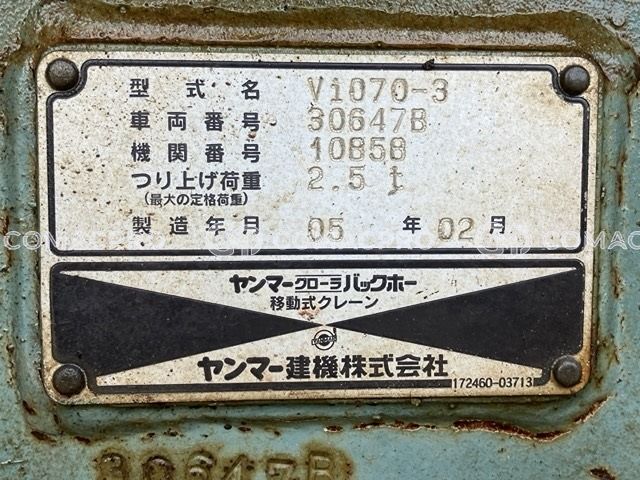 型式名 Vi070-3
車両番号 30647B
機関番号 10858
つり上げ荷重 2.5 t
(最大の定格荷重)
製造年月 05 年 02 月
ヤンマークローラバックホー
移動式クレーン
YANMAR
ヤンマー建機株式会社
172460-03713
30647B